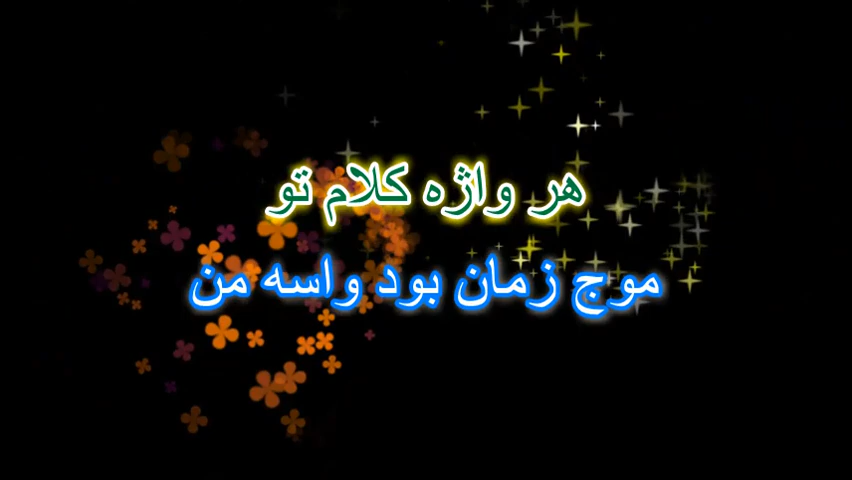 هر واژه کلام تو
موج زمان بود واسه من